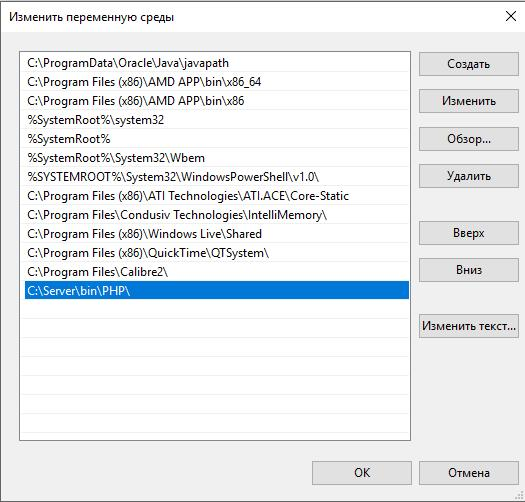 Изменить переменную среды
C:\ProgramData\Oracle\Java\javapath
C:\Program Files (x86)\AMD APP\bin\x86_64
C:\Program Files (x86)\AMD APP\bin\x86
%SystemRoot%\system32
%SystemRoot%
%SystemRoot%\System32\Wbem
%SYSTEMROOT%\System32\WindowsPowerShell\v1.0\
C:\Program Files (x86)\ATI Technologies\ATI.ACE\Core-Static
C:\Program Files\Condusiv Technologies\IntelliMemory\
C:\Program Files (x86)\Windows Live\Shared
C:\Program Files (x86)\QuickTime\QTSystem\
C:\Program Files\Calibre2\
C:\Server\bin\PHP\
Создать
Изменить
Обзор...
Удалить
Вверх
Вниз
Изменить текст...
ОК
Отмена